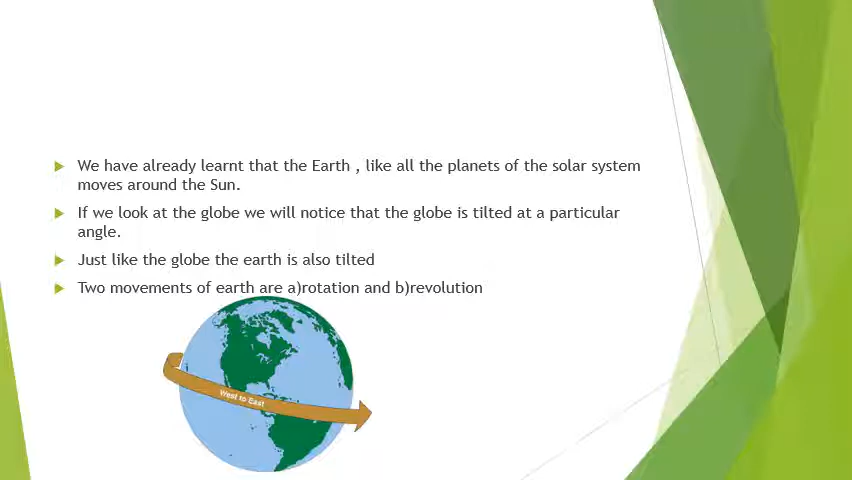 We have already learnt that the Earth , like all the planets of the solar system
moves around the Sun.
If we look at the globe we will notice that the globe is tilted at a particular
angle.
Just like the globe the earth is also tilted
Two movements of earth are a)rotation and b)revolution
West to East